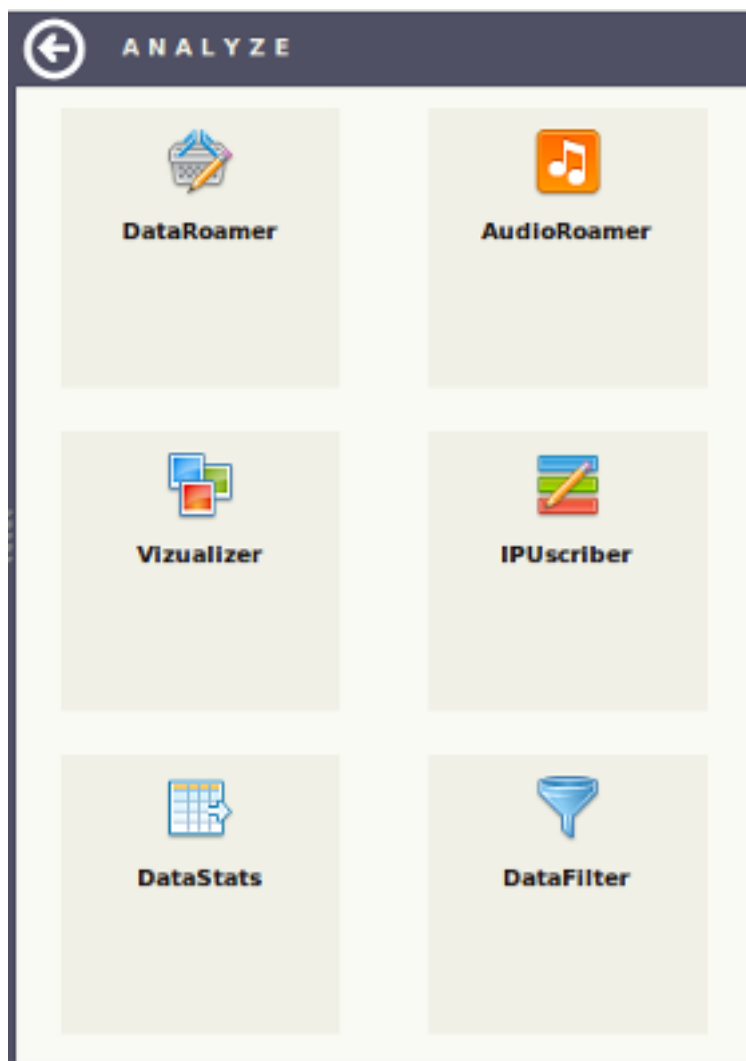 ANALYZE
DataRoamer
AudioRoamer
Vizualizer
IPUscriber
DataStats
DataFilter